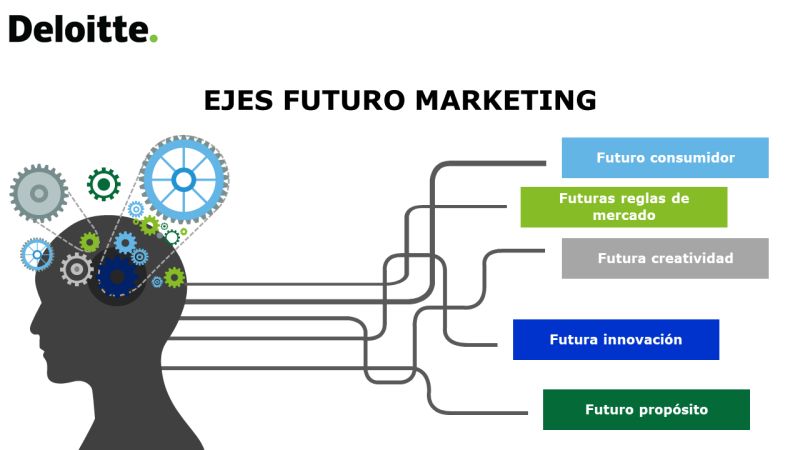 Deloitte.
EJES FUTURO MARKETING
Futuro consumidor
Futuras reglas de
mercado
Futura creatividad
Futura innovación
Futuro propósito